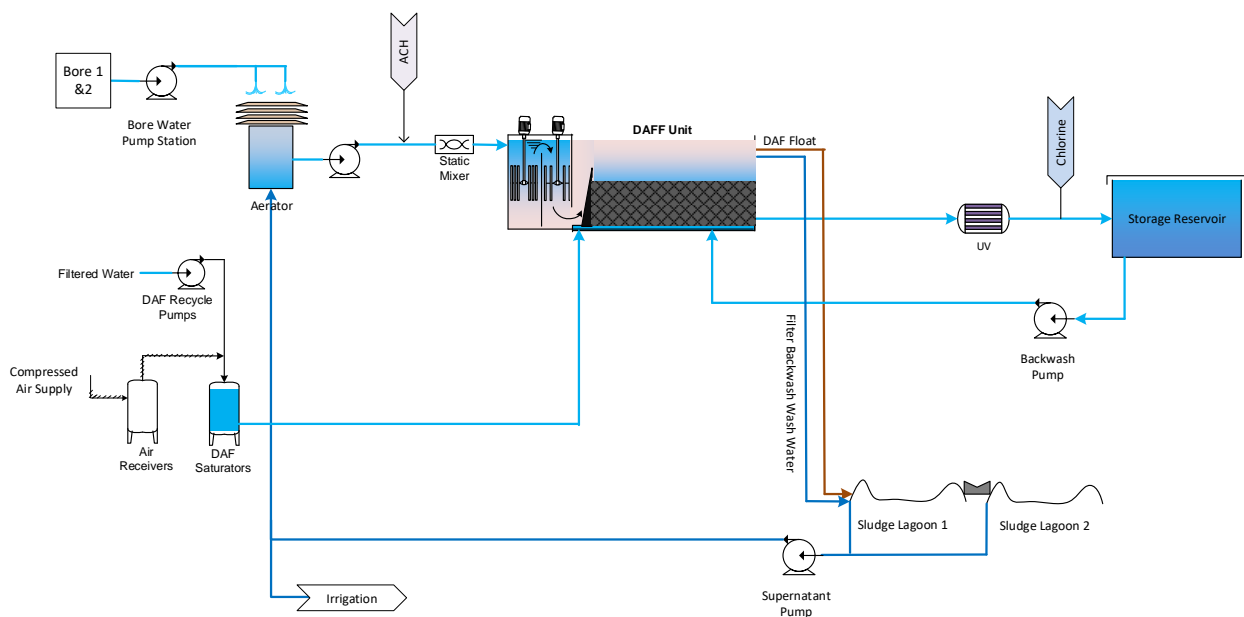 Bore 1
&2
Bore Water
Pump Station
Aerator
ACH
Static
Mixer
DAFF Unit
DAF Float
Chlorine
UV
Storage Reservoir
Filtered Water
DAF Recycle
Pumps
Compressed
Air Supply
Air
Receivers
DAF
Saturators
Filter Backwash Wash Water
Backwash
Pump
Sludge Lagoon 1
Sludge Lagoon 2
Supernatant
Pump
Irrigation